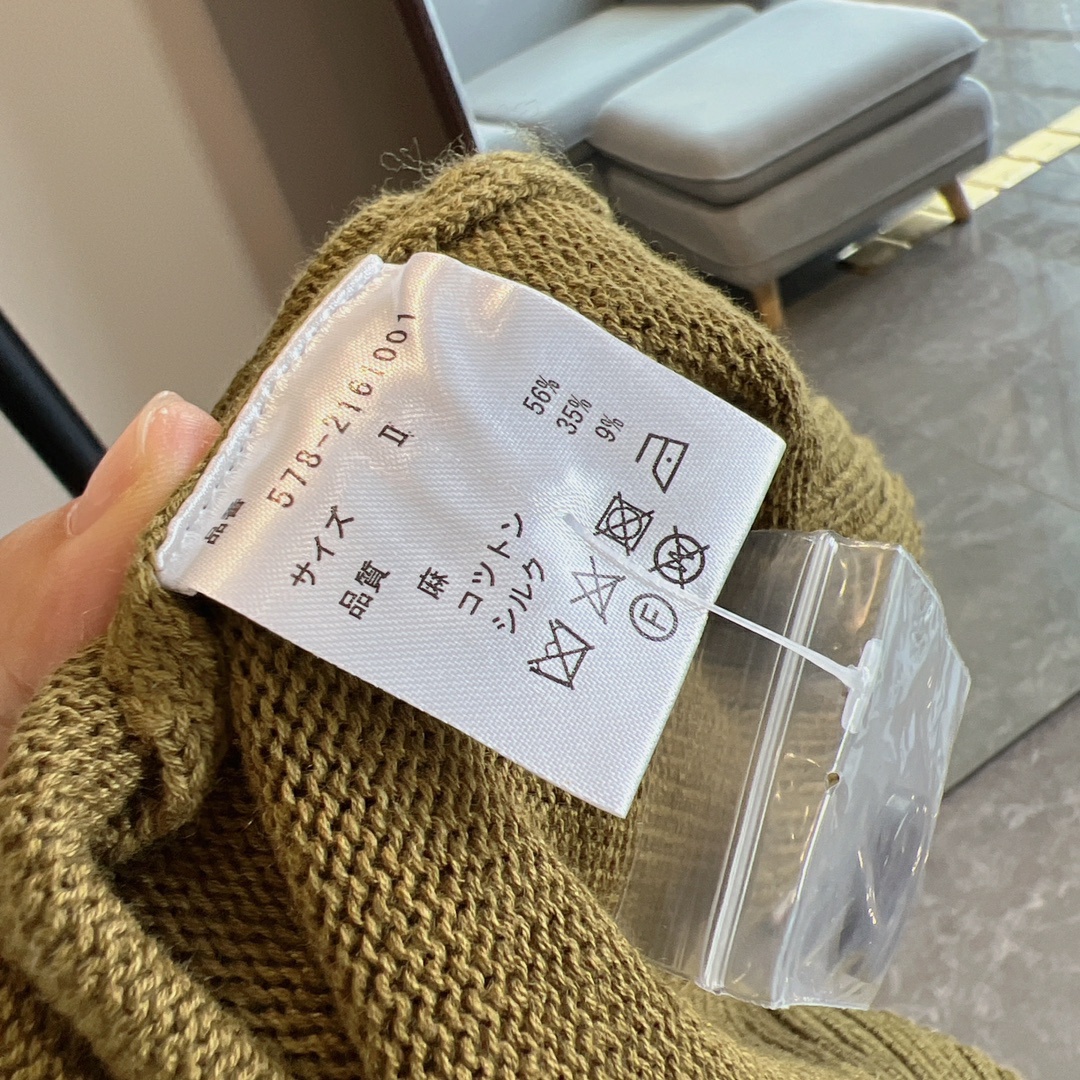 品番 578-2161001
サイズ II
品質
麻 56%
コットン 35%
シルク 9%
W
F